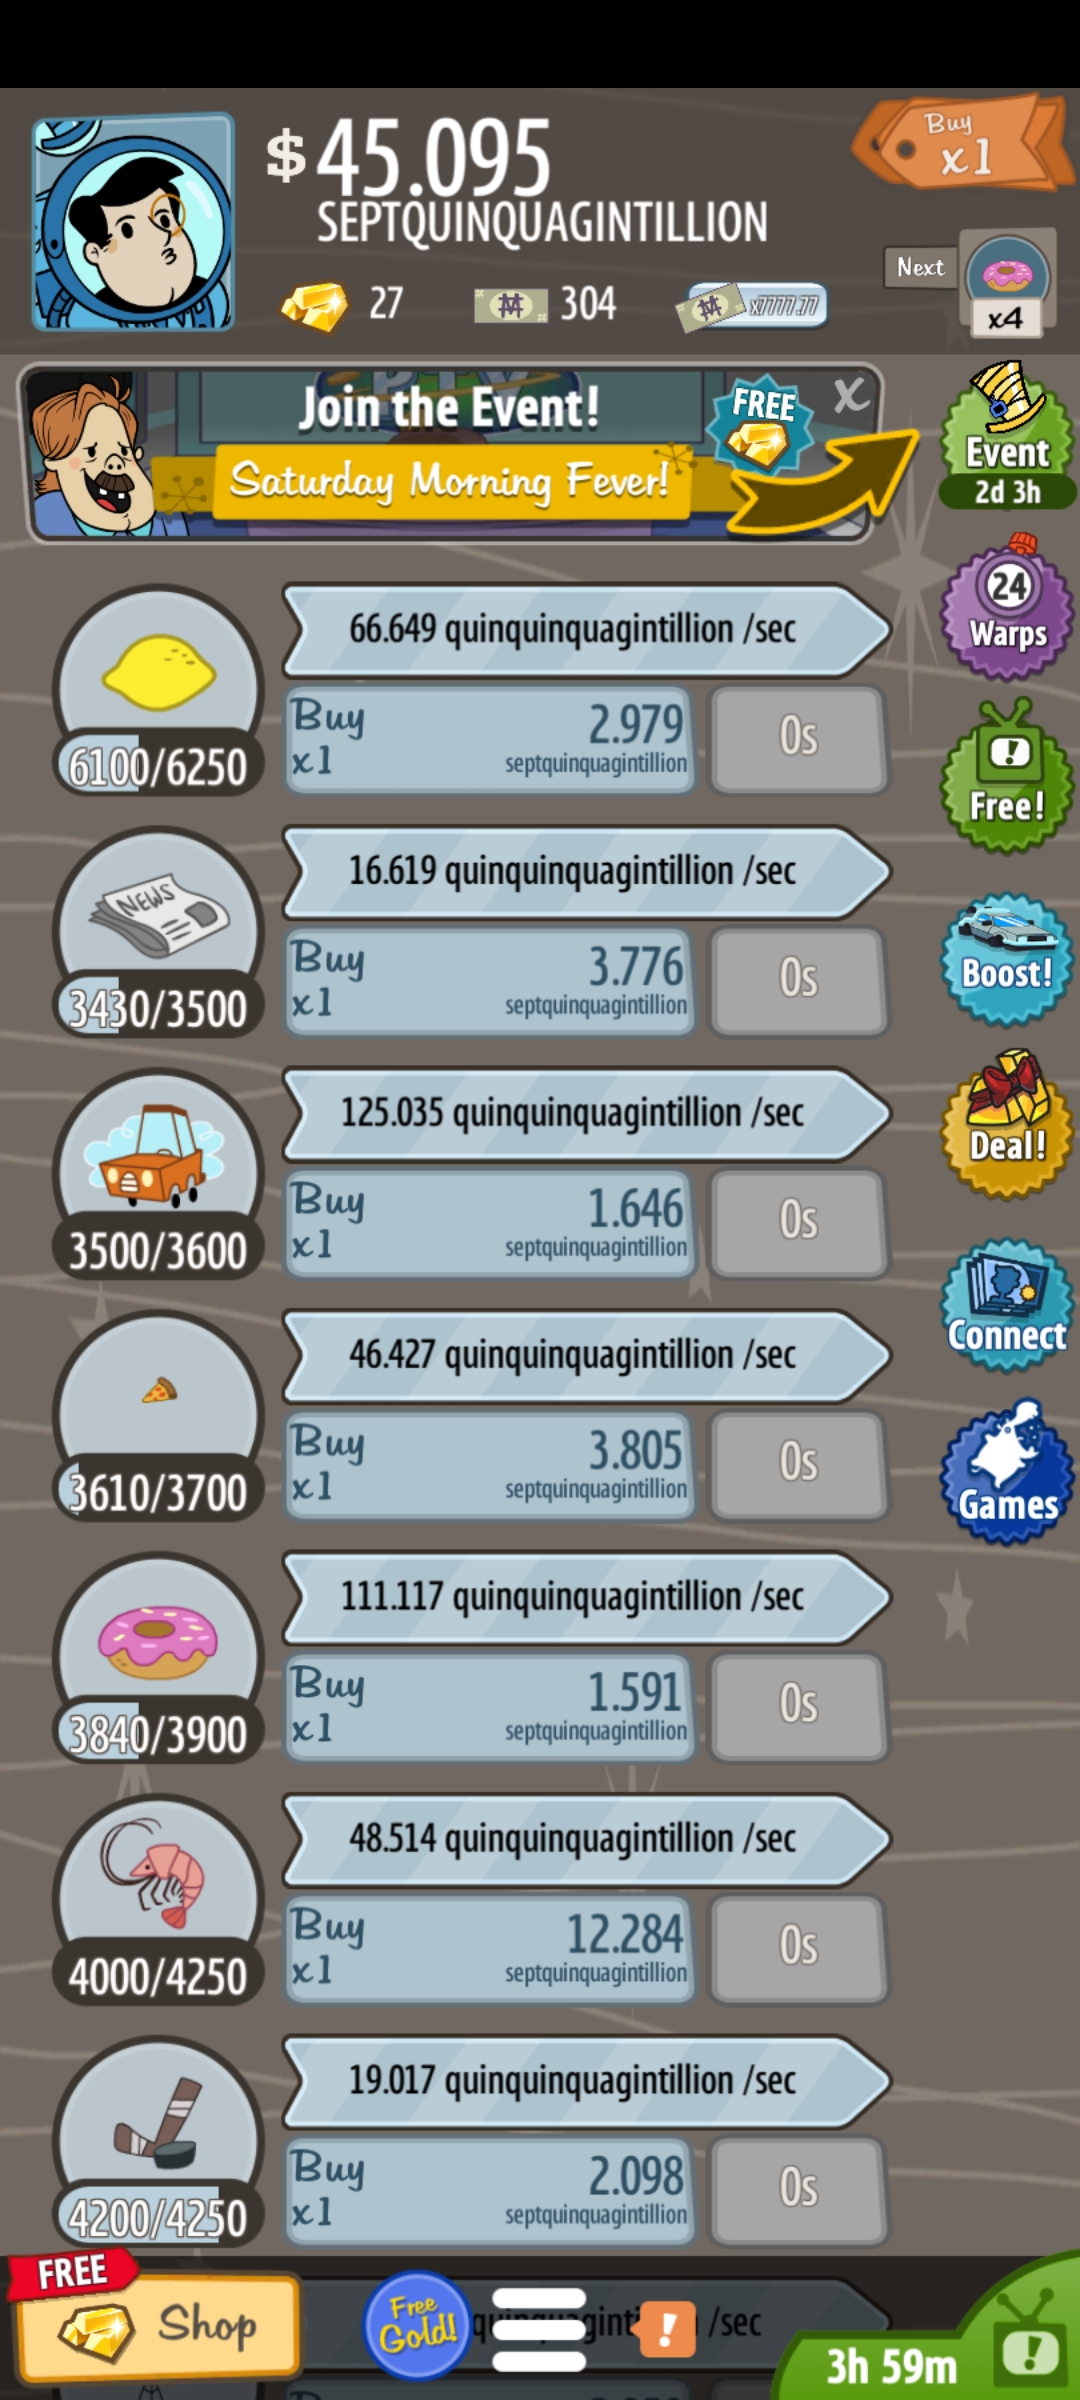 $45.095
SEPTQUINQUAGINTILLION
Buy
x1
27
304
x7777.77
Next
x4
Join the Event!
Saturday Morning Fever!
FREE
X
Event
2d 3h
24
Warps
66.649 quinquinquagintillion /sec
6100/6250
Buy
x1
2.979
septquinquagintillion
0s
!
Free!
NEWS
16.619 quinquinquagintillion /sec
3430/3500
Buy
x1
3.776
septquinquagintillion
0s
Boost!
125.035 quinquinquagintillion /sec
3500/3600
Buy
x1
1.646
septquinquagintillion
0s
Deal!
46.427 quinquinquagintillion /sec
3610/3700
Buy
x1
3.805
septquinquagintillion
0s
Connect
Games
111.117 quinquinquagintillion /sec
3840/3900
Buy
x1
1.591
septquinquagintillion
0s
48.514 quinquinquagintillion /sec
4000/4250
Buy
x1
12.284
septquinquagintillion
0s
19.017 quinquinquagintillion /sec
4200/4250
Buy
x1
2.098
septquinquagintillion
0s
FREE
Shop
Free
Gold!
!
/sec
3h 59m
!